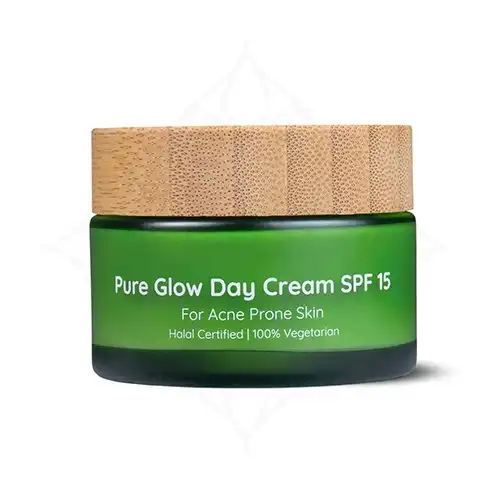 Pure Glow Day Cream SPF 15
For Acne Prone Skin
Halal Certified | 100% Vegetarian